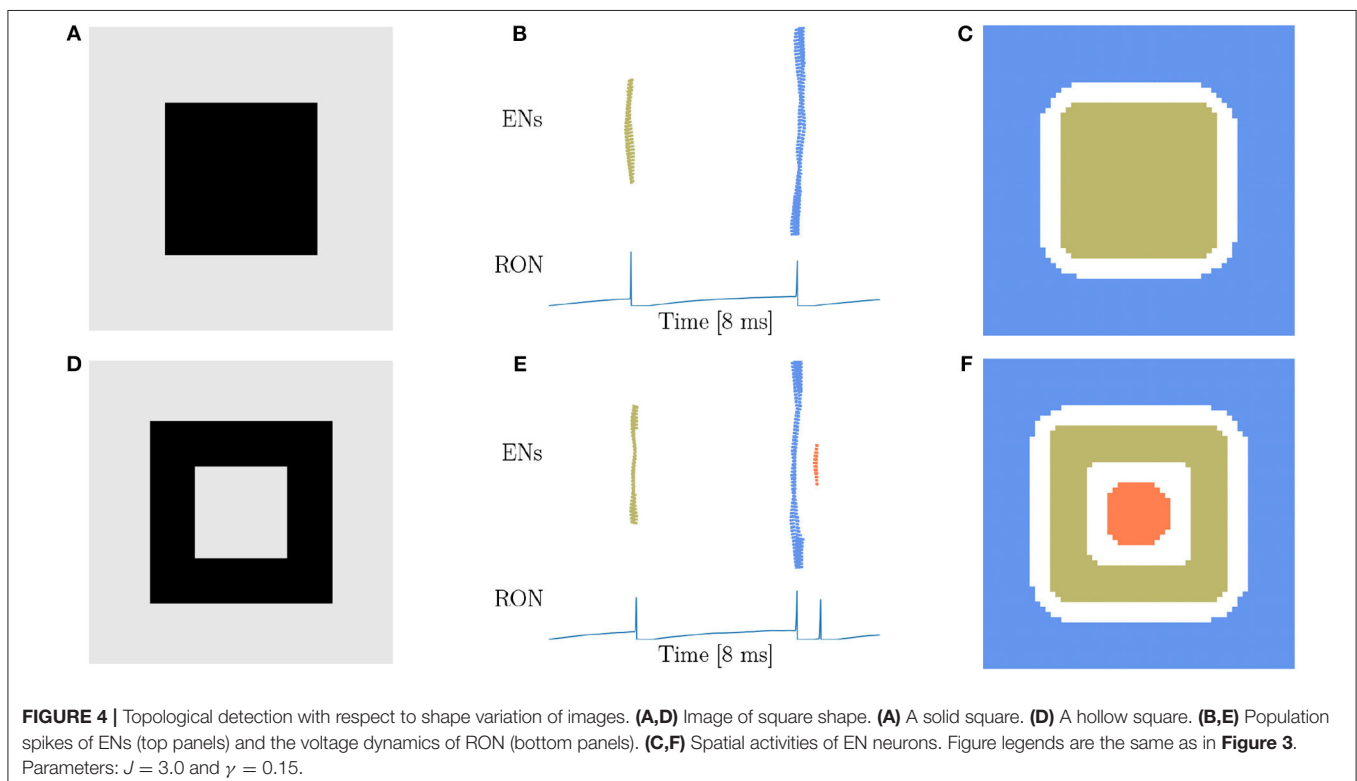 A
B
C
ENs
RON
Time [8 ms]
D
E
F
ENs
RON
Time [8 ms]
FIGURE 4 | Topological detection with respect to shape variation of images. (A,D) Image of square shape. (A) A solid square. (D) A hollow square. (B,E) Population
spikes of ENs (top panels) and the voltage dynamics of RON (bottom panels). (C,F) Spatial activities of EN neurons. Figure legends are the same as in Figure 3.
Parameters: J = 3.0 and γ = 0.15.